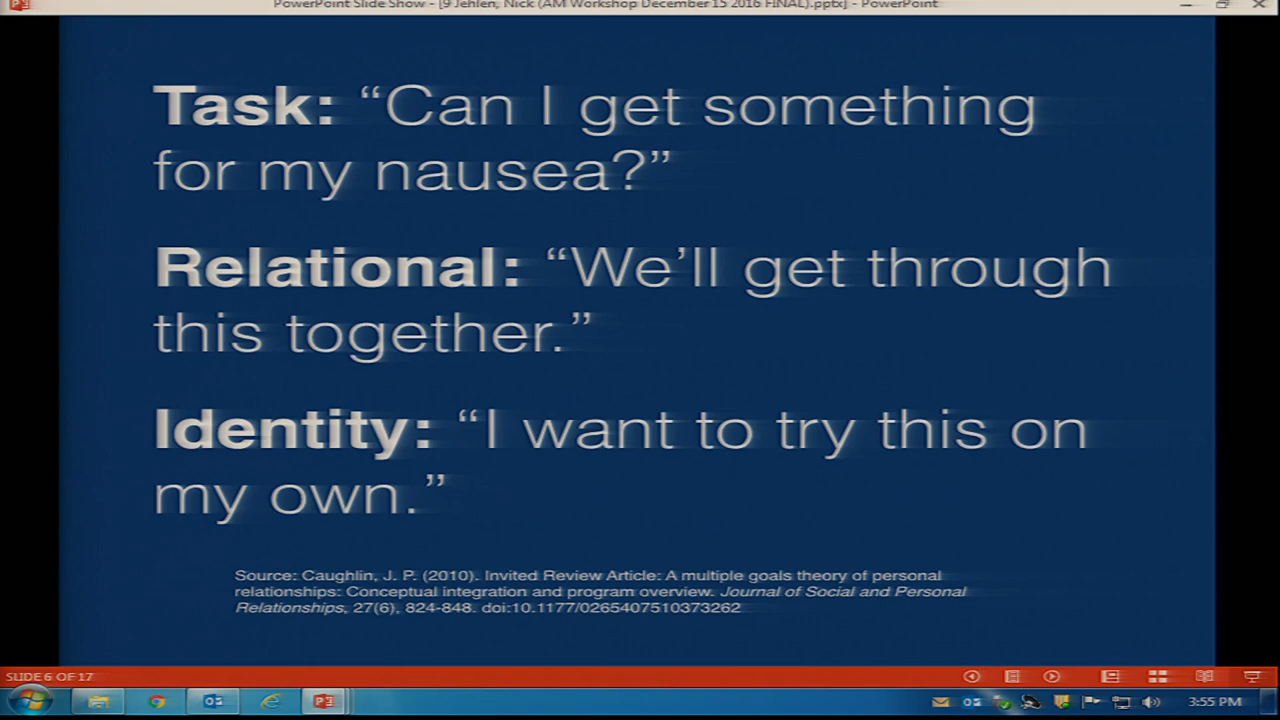 PowerPoint Slide Show - [9 Jehlen, Nick (AM Workshop December 15 2016 FINAL).pptx] - PowerPoint
Task: “Can I get something
for my nausea?”
Relational: “We’ll get through
this together.”
Identity: “I want to try this on
my own.”
Source: Caughlin, J. P. (2010). Invited Review Article: A multiple goals theory of personal
relationships: Conceptual integration and program overview. Journal of Social and Personal
Relationships, 27(6), 824-848. doi:10.1177/0265407510373262
SLIDE 6 OF 17
3:55 PM